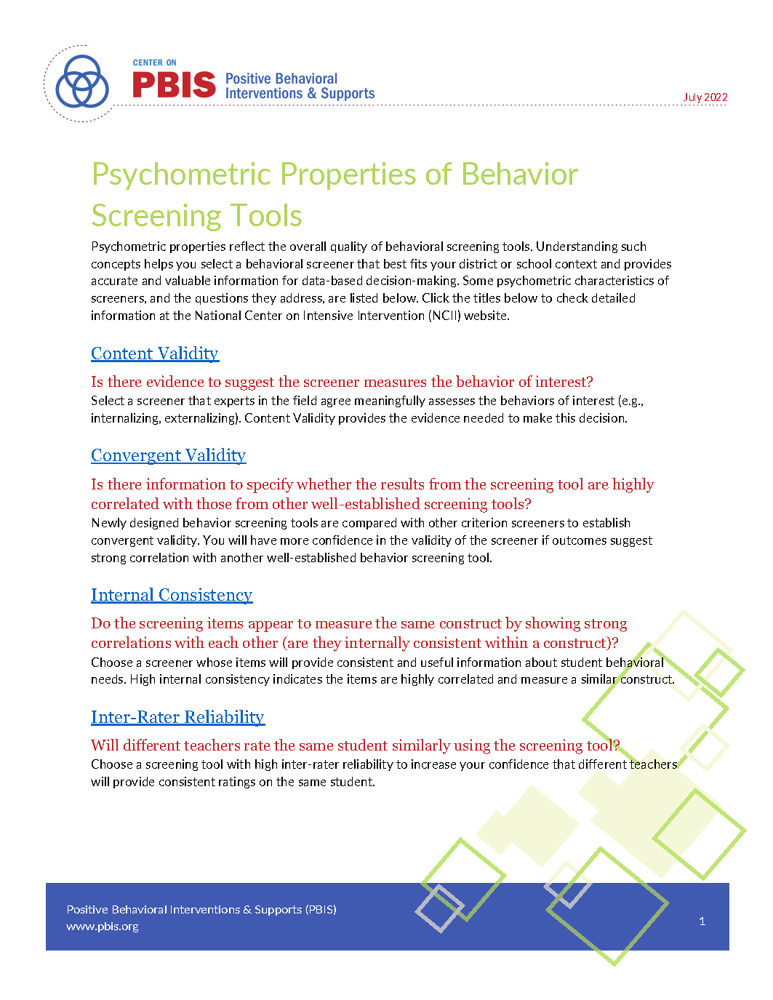 CENTER ON
PBIS
Positive Behavioral
Interventions & Supports
July 2022
Psychometric Properties of Behavior
Screening Tools
Psychometric properties reflect the overall quality of behavioral screening tools. Understanding such
concepts helps you select a behavioral screener that best fits your district or school context and provides
accurate and valuable information for data-based decision-making. Some psychometric characteristics of
screeners, and the questions they address, are listed below. Click the titles below to check detailed
information at the National Center on Intensive Intervention (NCII) website.
Content Validity
Is there evidence to suggest the screener measures the behavior of interest?
Select a screener that experts in the field agree meaningfully assesses the behaviors of interest (e.g.,
internalizing, externalizing). Content Validity provides the evidence needed to make this decision.
Convergent Validity
Is there information to specify whether the results from the screening tool are highly
correlated with those from other well-established screening tools?
Newly designed behavior screening tools are compared with other criterion screeners to establish
convergent validity. You will have more confidence in the validity of the screener if outcomes suggest
strong correlation with another well-established behavior screening tool.
Internal Consistency
Do the screening items appear to measure the same construct by showing strong
correlations with each other (are they internally consistent within a construct)?
Choose a screener whose items will provide consistent and useful information about student behavioral
needs. High internal consistency indicates the items are highly correlated and measure a similar construct.
Inter-Rater Reliability
Will different teachers rate the same student similarly using the screening tool?
Choose a screening tool with high inter-rater reliability to increase your confidence that different teachers
will provide consistent ratings on the same student.
Positive Behavioral Interventions & Supports (PBIS)
www.pbis.org
1